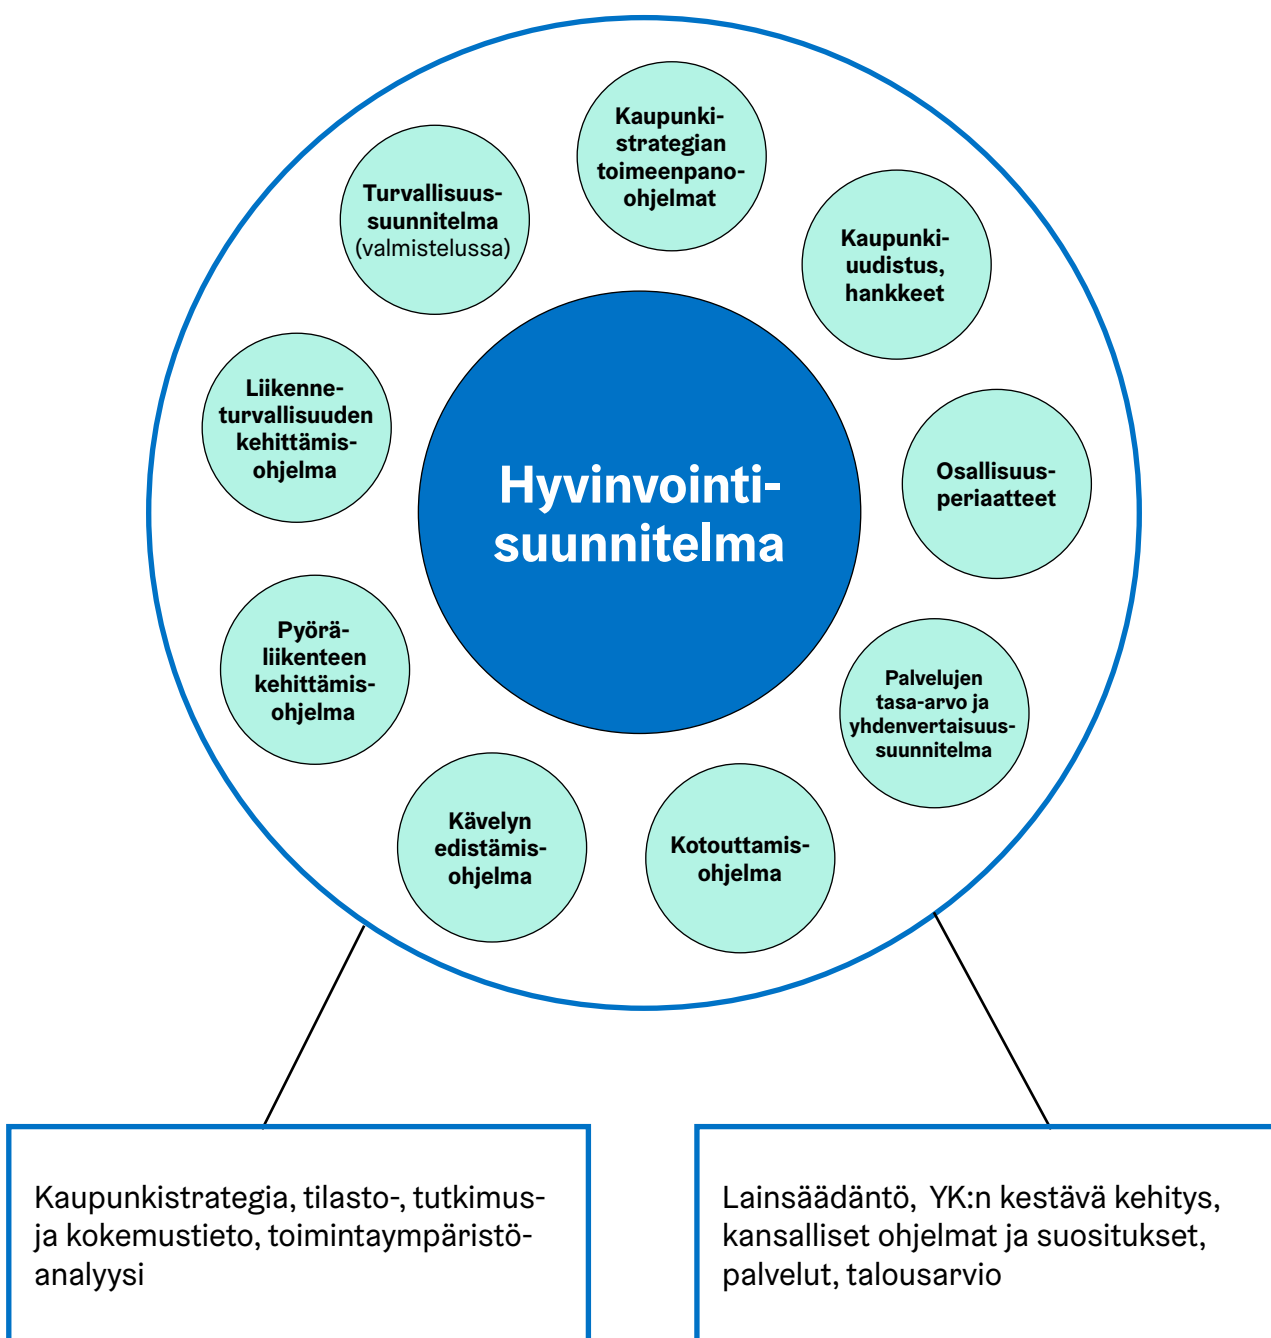 Kaupunki-
strategian
toimeenpano-
ohjelmat
Turvallisuus-
suunnitelma
(valmistelussa)
Kaupunki-
uudistus,
hankkeet
Liikenne-
turvallisuuden
kehittämis-
ohjelma
Hyvinvointi-
suunnitelma
Osallisuus-
periaatteet
Pyörä-
liikenteen
kehittämis-
ohjelma
Palvelujen
tasa-arvo ja
yhdenvertaisuus-
suunnitelma
Kävelyn
edistämis-
ohjelma
Kotouttamis-
ohjelma
Kaupunkistrategia, tilasto-, tutkimus-
ja kokemustieto, toimintaympäristö-
analyysi
Lainsäädäntö, YK:n kestävä kehitys,
kansalliset ohjelmat ja suositukset,
palvelut, talousarvio